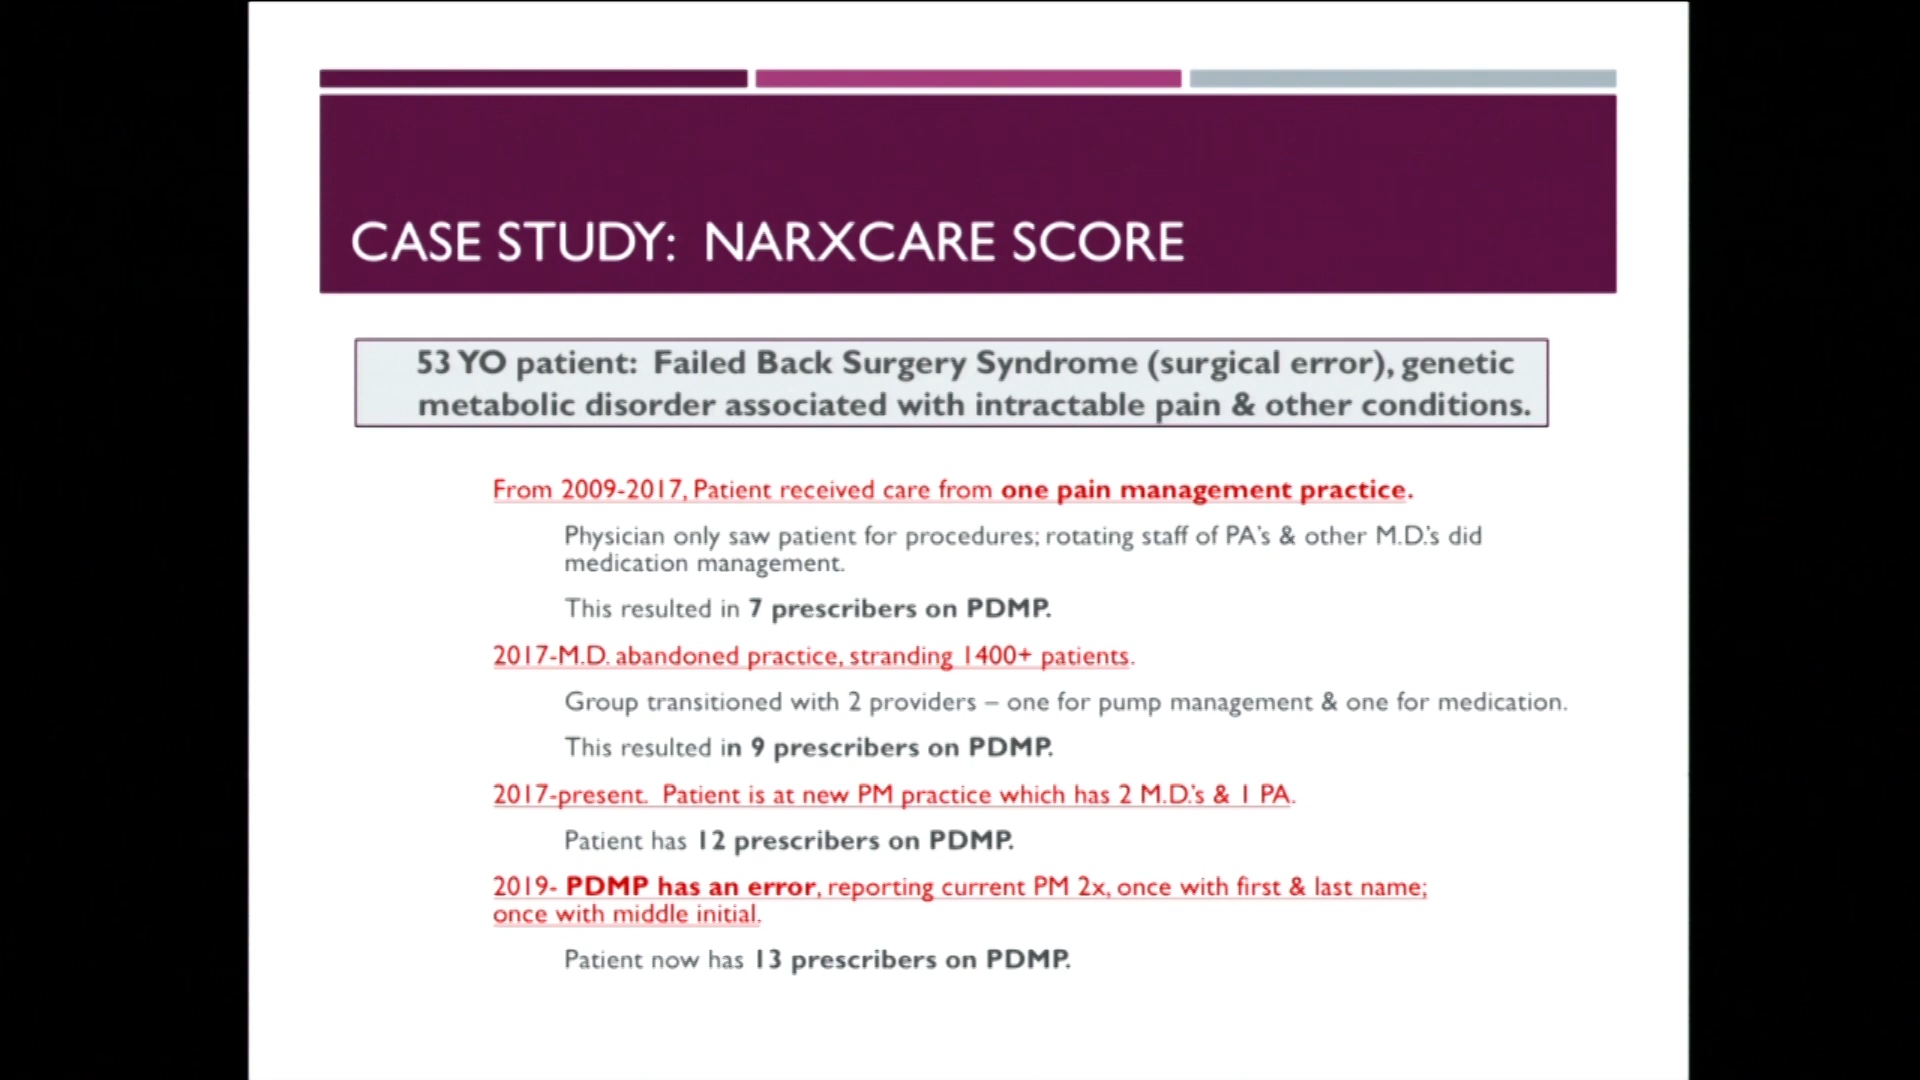 CASE STUDY:  NARXCARE SCORE
53 YO patient:  Failed Back Surgery Syndrome (surgical error), genetic
metabolic disorder associated with intractable pain & other conditions.
From 2009-2017, Patient received care from one pain management practice.
Physician only saw patient for procedures; rotating staff of PA's & other M.D.'s did
medication management.
This resulted in 7 prescribers on PDMP.
2017-M.D. abandoned practice, stranding 1400+ patients.
Group transitioned with 2 providers – one for pump management & one for medication.
This resulted in 9 prescribers on PDMP.
2017-present.  Patient is at new PM practice which has 2 M.D.'s & 1 PA.
Patient has 12 prescribers on PDMP.
2019- PDMP has an error, reporting current PM 2x, once with first & last name;
once with middle initial.
Patient now has 13 prescribers on PDMP.